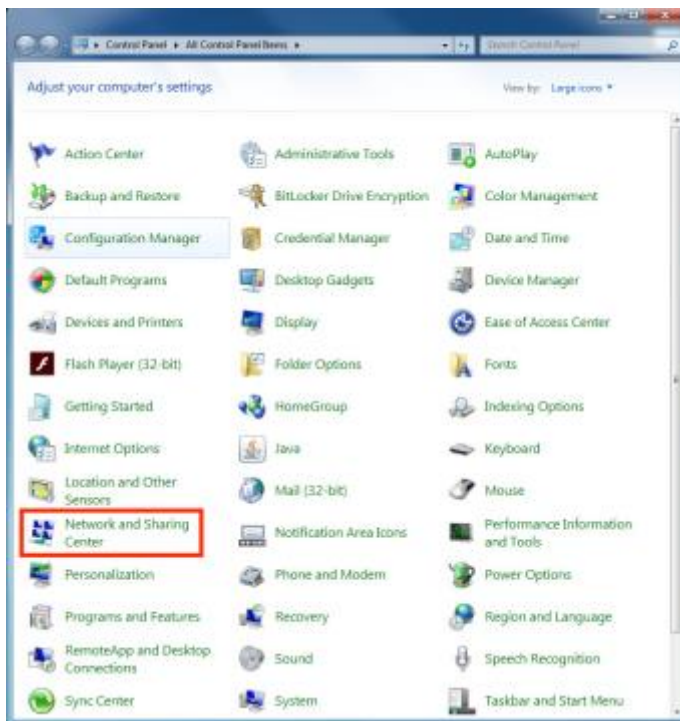 Control Panel All Control Panel Items
Search Control Panel
Adjust your computer's settings
View by: Large icons
Action Center
Administrative Tools
AutoPlay
Backup and Restore
BitLocker Drive Encryption
Color Management
Configuration Manager
Credential Manager
Date and Time
Default Programs
Desktop Gadgets
Device Manager
Devices and Printers
Display
Ease of Access Center
Flash Player (32-bit)
Folder Options
Fonts
Getting Started
HomeGroup
Indexing Options
Internet Options
Java
Keyboard
Location and Other
Sensors
Mail (32-bit)
Mouse
Network and Sharing
Center
Notification Area Icons
Performance Information
and Tools
Personalization
Phone and Modem
Power Options
Programs and Features
Recovery
Region and Language
RemoteApp and Desktop
Connections
Sound
Speech Recognition
Sync Center
System
Taskbar and Start Menu